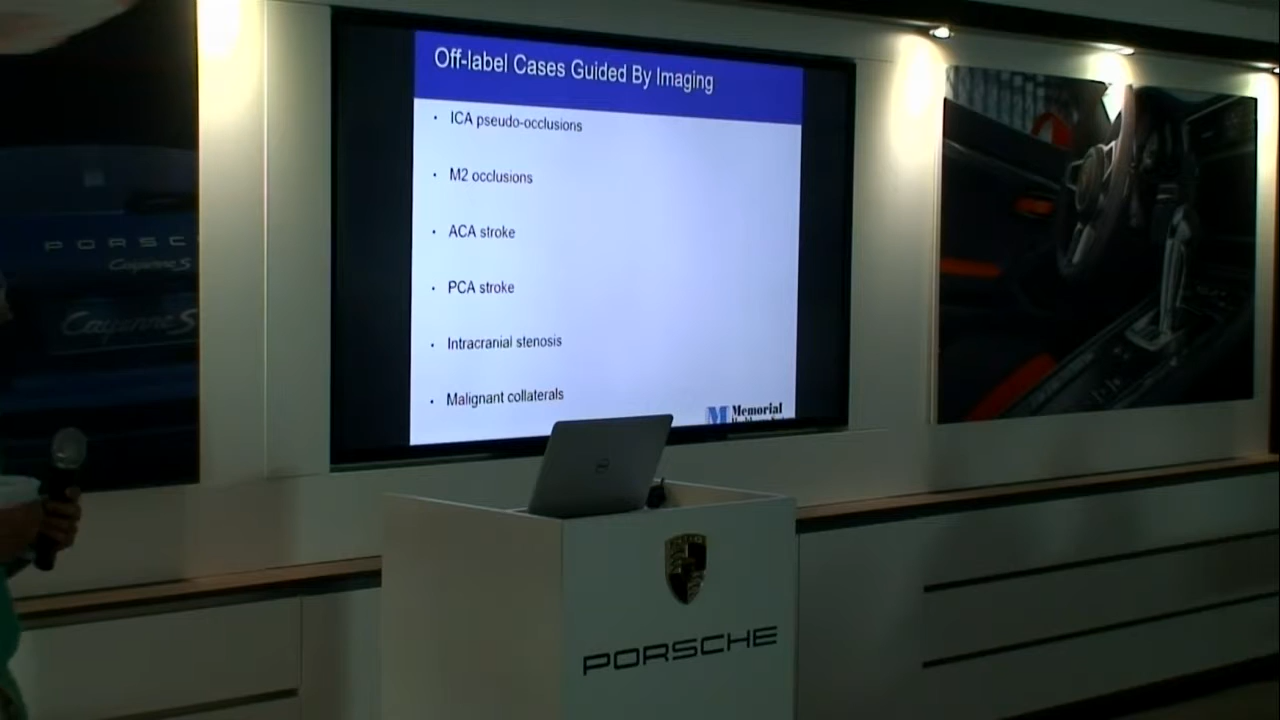 Off-label Cases Guided By Imaging
• ICA pseudo-occlusions
• M2 occlusions
• ACA stroke
• PCA stroke
• Intracranial stenosis
• Malignant collaterals
Memorial
PORSC
Cayenne S
Cayenne S
PORSCHE